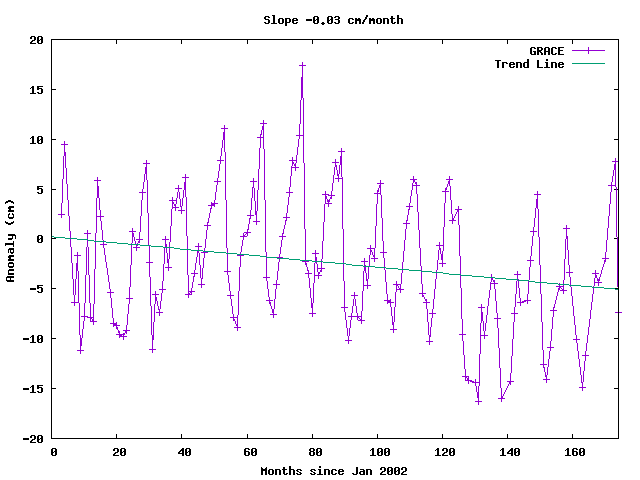 Slope -0.03 cm/month
GRACE
Trend Line
20
15
10
5
0
-5
-10
-15
-20
Anomaly (cm)
0 20 40 60 80 100 120 140 160
Months since Jan 2002